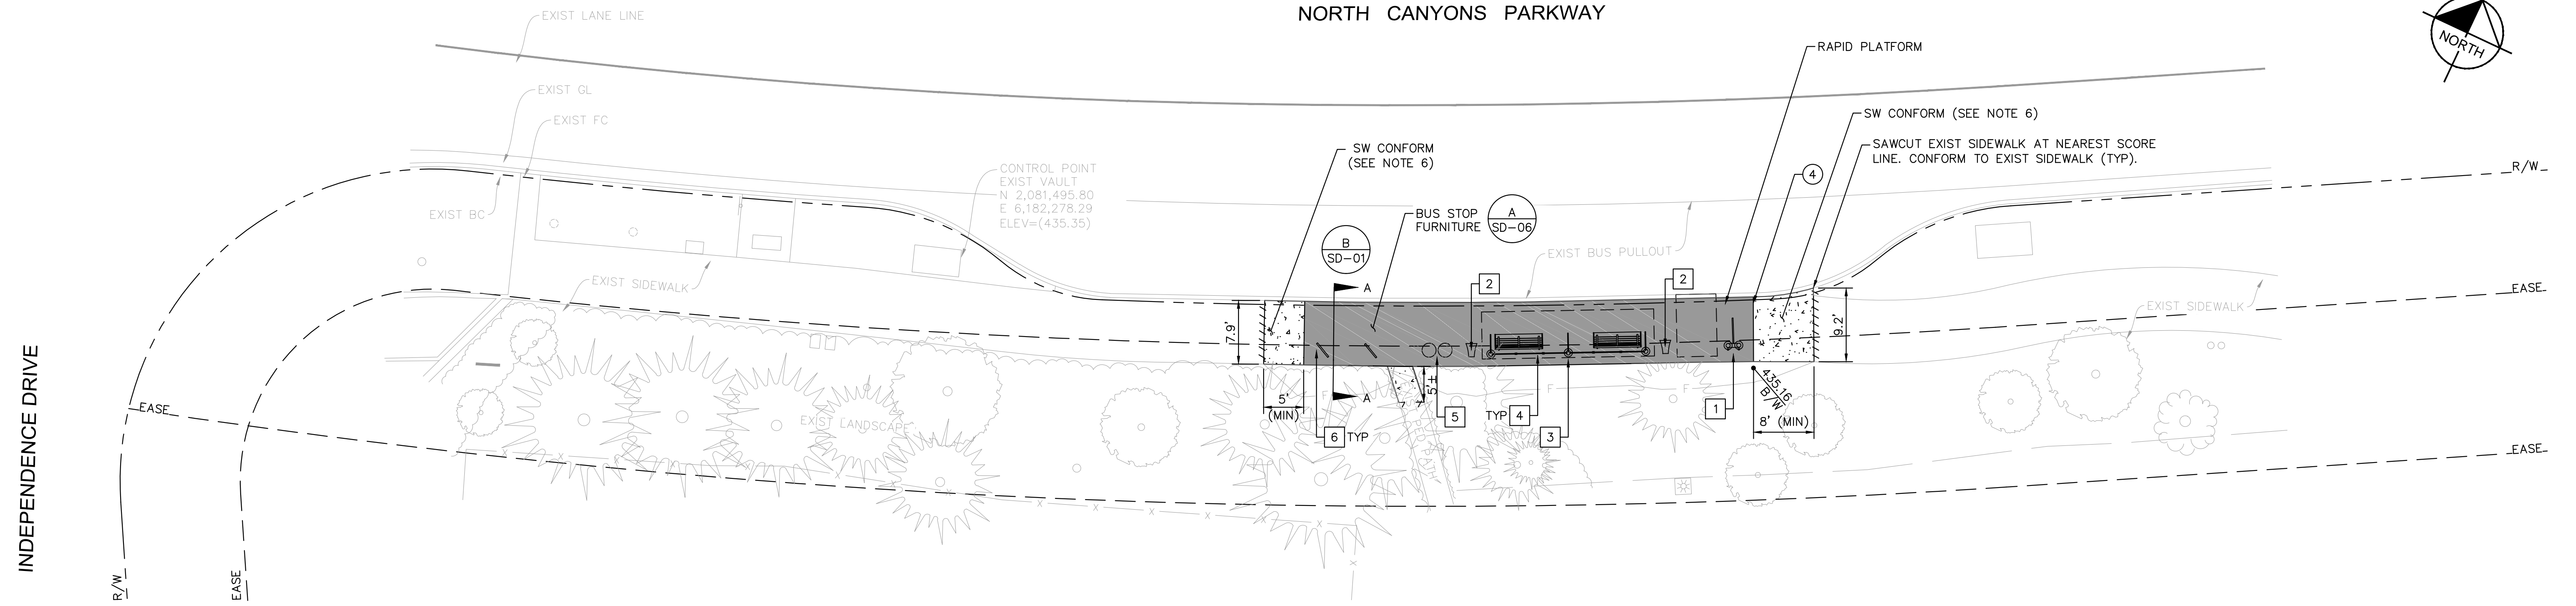 NORTH CANYONS PARKWAY
EXIST LANE LINE
NORTH
RAPID PLATFORM
EXIST GL
EXIST FC
SW CONFORM (SEE NOTE 6)
SW CONFORM
(SEE NOTE 6)
SAWCUT EXIST SIDEWALK AT NEAREST SCORE
LINE. CONFORM TO EXIST SIDEWALK (TYP).
CONTROL POINT
EXIST VAULT
N 2,081,495.80
E 6,182,278.29
ELEV=(435.35)
R/W
4
EXIST BC
BUS STOP
FURNITURE
A
SD-06
B
SD-01
EXIST BUS PULLOUT
EXIST SIDEWALK
A
2
2
EASE
EXIST SIDEWALK
7.9'
9.2'
INDEPENDENCE DRIVE
EASE
5'
(MIN)
A
5'±
5
TYP 4
3
1
435.16
B/W
8' (MIN)
6 TYP
F
F
F
EXIST LANDSCAPE
EASE
X
X
X
X
X
X
X
X
X
R/W
EASE